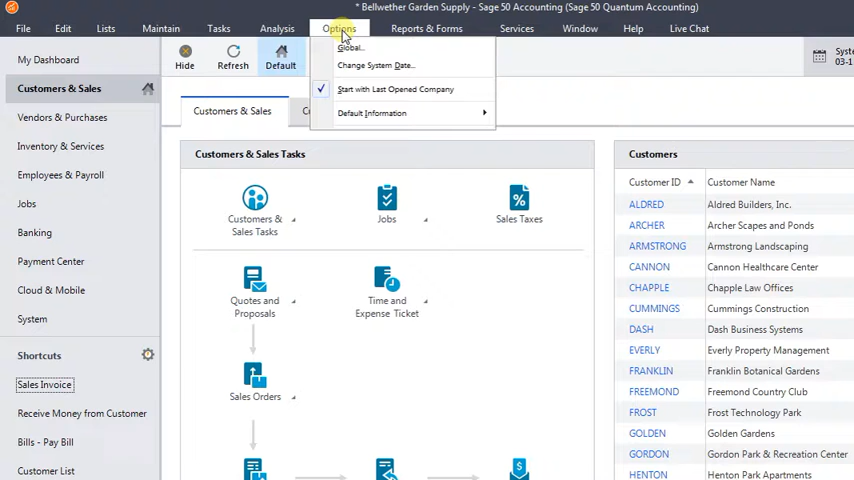 * Bellwether Garden Supply - Sage 50 Accounting (Sage 50 Quantum Accounting)
File Edit Lists Maintain Tasks Analysis Options Reports & Forms Services Window Help Live Chat
Hide Refresh Default
Global...
Change System Date...
Start with Last Opened Company
Default Information
My Dashboard
Customers & Sales
Vendors & Purchases
Inventory & Services
Employees & Payroll
Jobs
Banking
Payment Center
Cloud & Mobile
System
Shortcuts
Sales Invoice
Receive Money from Customer
Bills - Pay Bill
Customer List
Customers & Sales
Customers & Sales Tasks
Customers &
Sales Tasks
Jobs
Sales Taxes
Quotes and
Proposals
Time and
Expense Ticket
Sales Orders
Customers
Customer ID Customer Name
ALDRED Aldred Builders, Inc.
ARCHER Archer Scapes and Ponds
ARMSTRONG Armstrong Landscaping
CANNON Cannon Healthcare Center
CHAPPLE Chapple Law Offices
CUMMINGS Cummings Construction
DASH Dash Business Systems
EVERLY Everly Property Management
FRANKLIN Franklin Botanical Gardens
FREEMOND Freemond Country Club
FROST Frost Technology Park
GOLDEN Golden Gardens
GORDON Gordon Park & Recreation Center
HENTON Henton Park Apartments